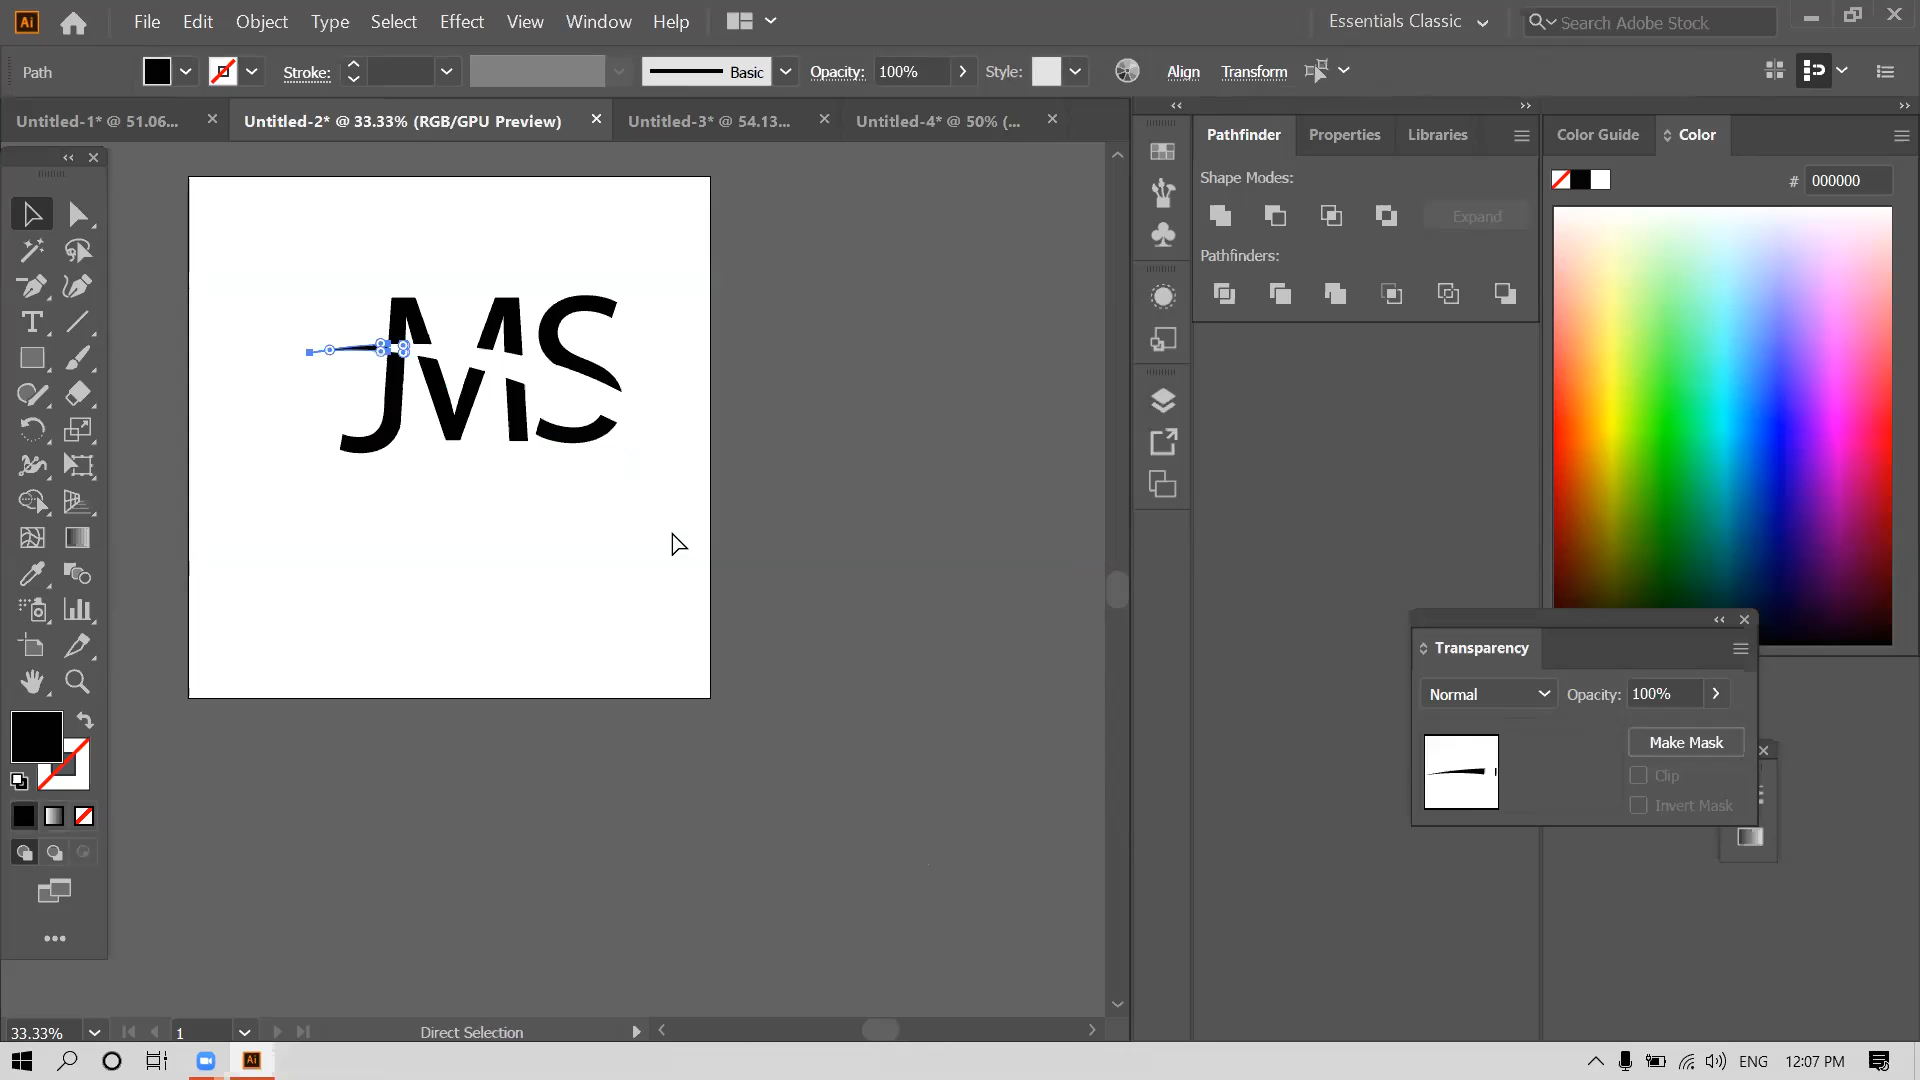 Ai File Edit Object Type Select Effect View Window Help Essentials Classic Search Adobe Stock
Path Stroke: Basic Opacity: 100% Style: Align Transform
Untitled-1* @ 51.06... Untitled-2* @ 33.33% (RGB/GPU Preview) Untitled-3* @ 54.13... Untitled-4* @ 50% (...
Pathfinder Properties Libraries Color Guide Color
Shape Modes: # 000000
Expand
Pathfinders:
JMS
Transparency
Normal Opacity: 100%
Make Mask
Clip
Invert Mask
33.33% 1 Direct Selection
Ai ENG 12:07 PM